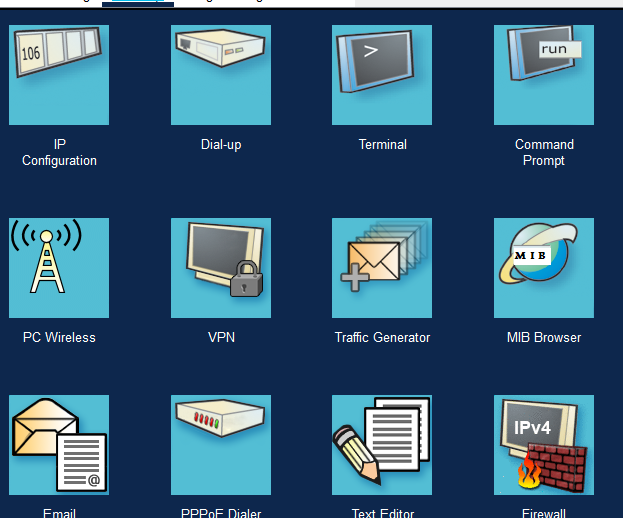 106
>
run
IP
Configuration
Dial-up
Terminal
Command
Prompt
MIB
PC Wireless
VPN
Traffic Generator
MIB Browser
@
IPv4
Email
PPPoE Dialer
Text Editor
Firewall